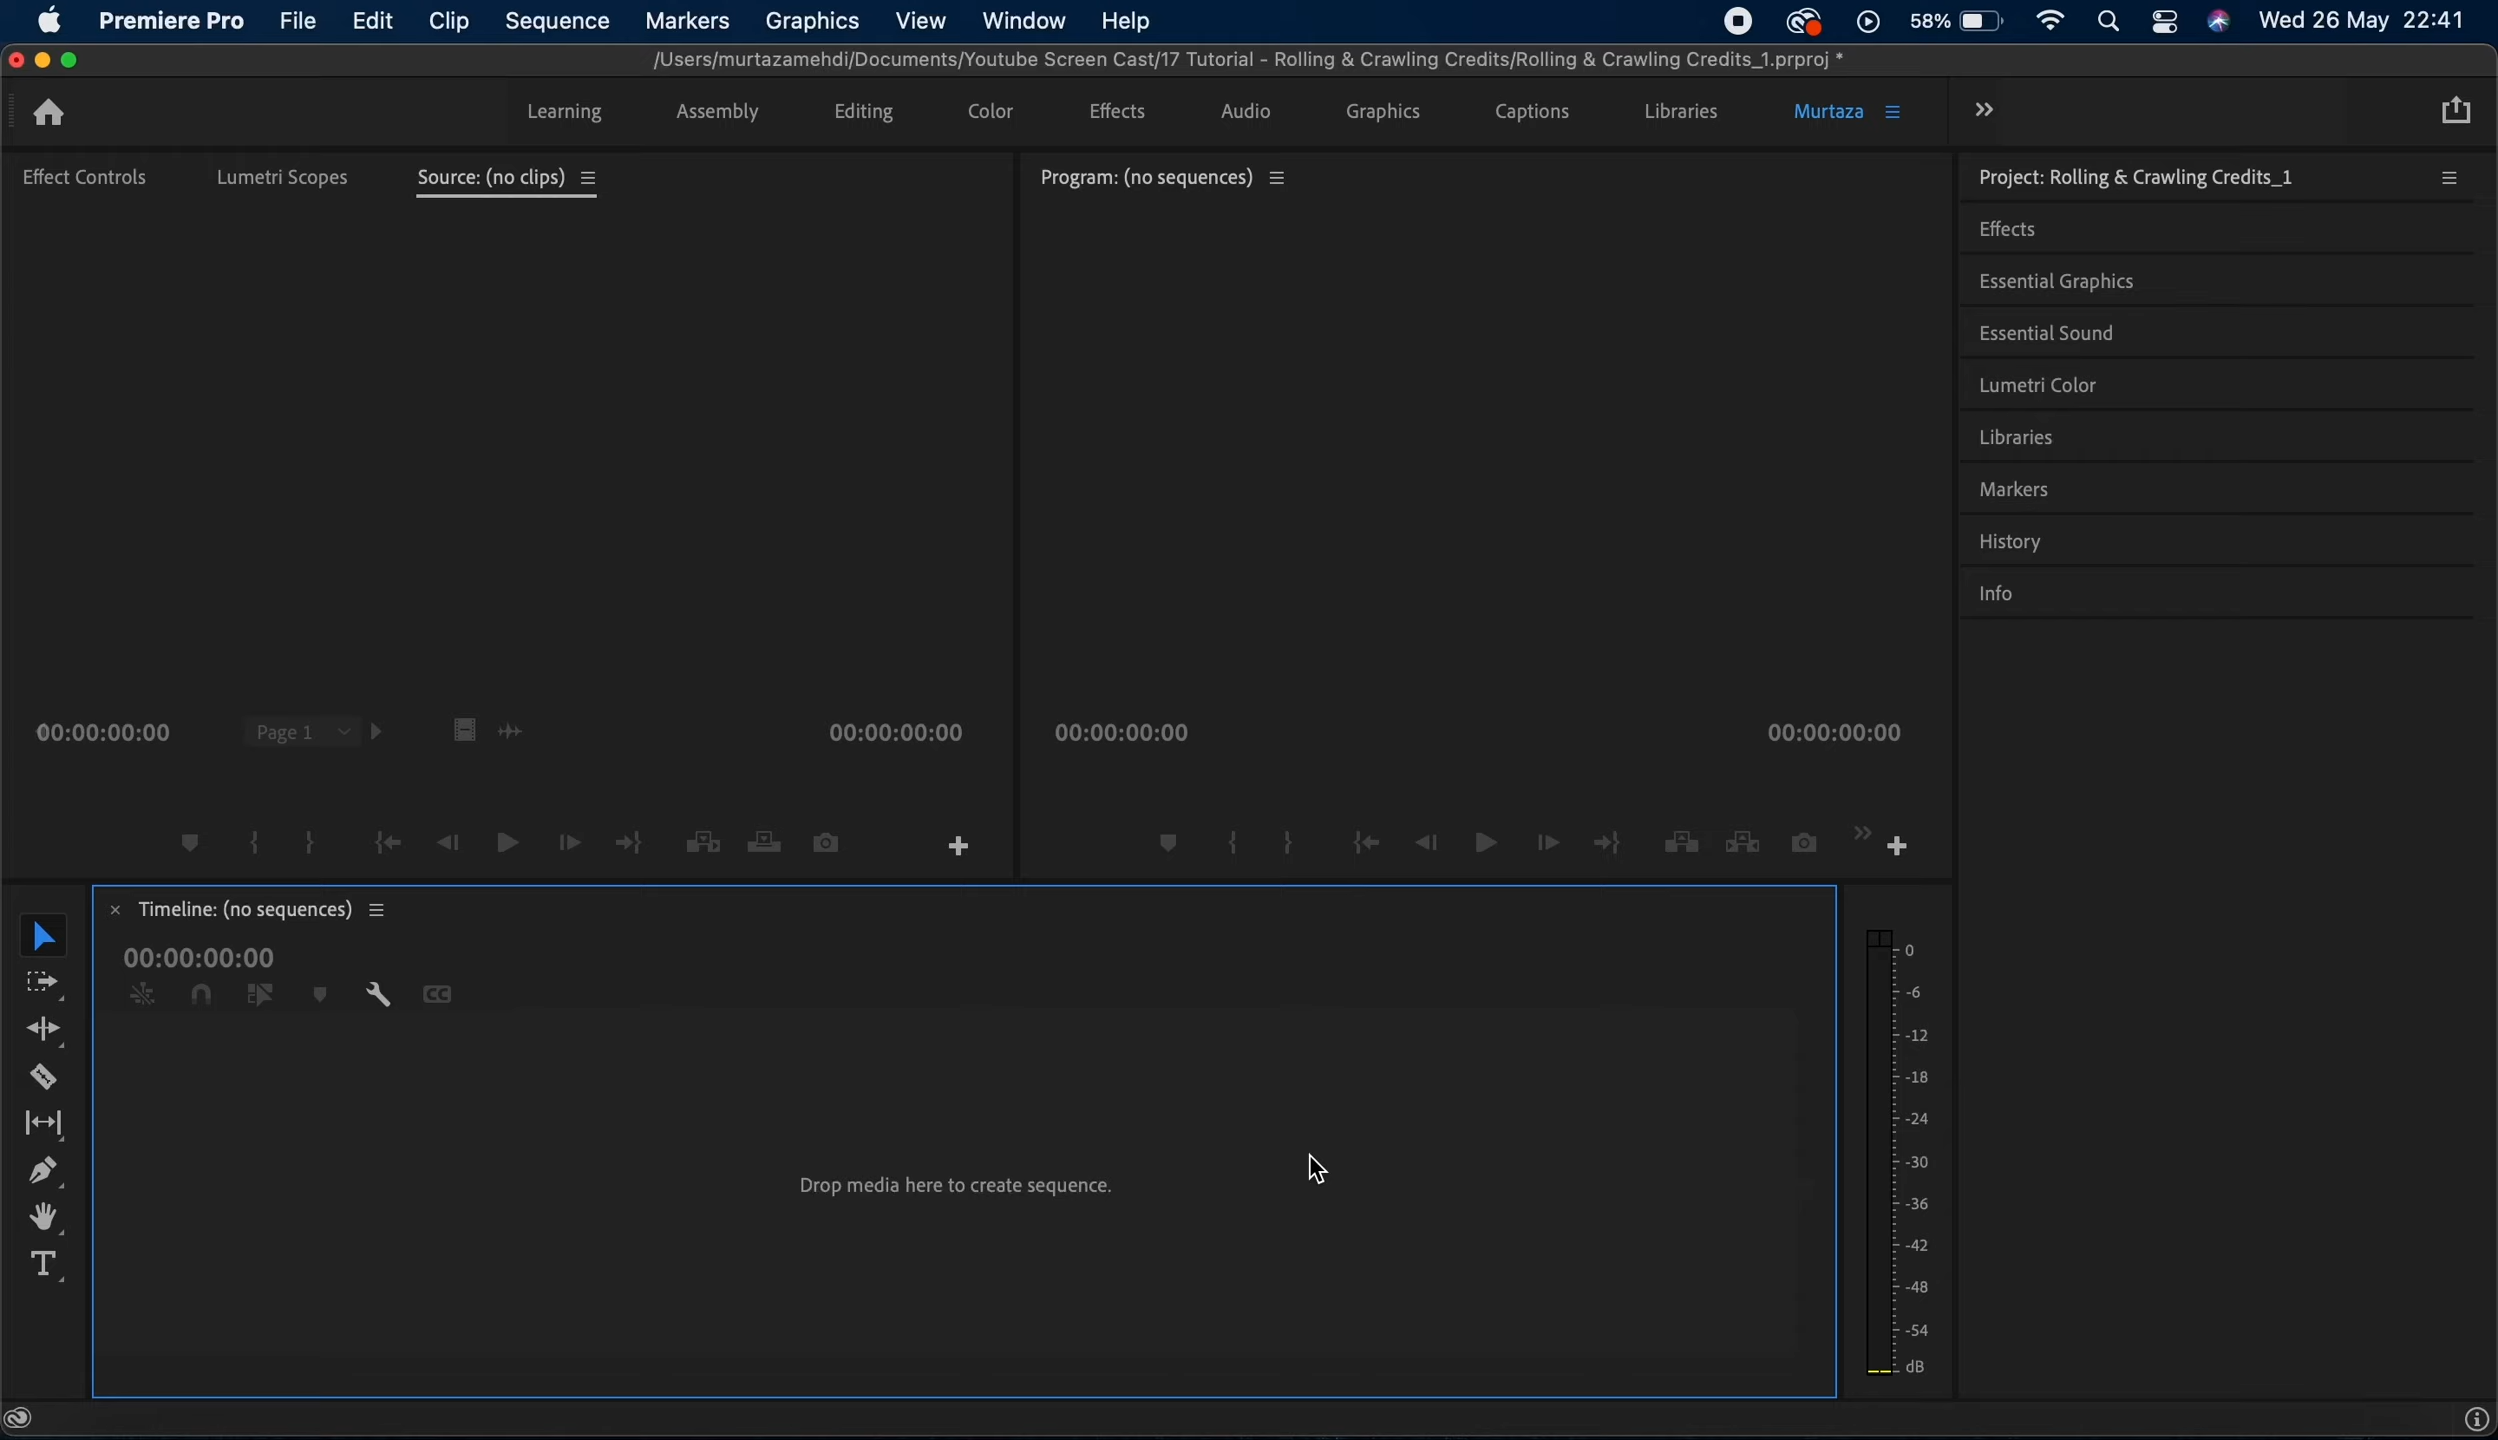 Premiere Pro File Edit Clip Sequence Markers Graphics View Window Help 58% Wed 26 May 22:41
/Users/murtazamehdi/Documents/Youtube Screen Cast/17 Tutorial - Rolling & Crawling Credits/Rolling & Crawling Credits_1.prproj *
Learning Assembly Editing Color Effects Audio Graphics Captions Libraries Murtaza
Effect Controls Lumetri Scopes Source: (no clips) Program: (no sequences) Project: Rolling & Crawling Credits_1
Effects
Essential Graphics
Essential Sound
Lumetri Color
Libraries
Markers
History
Info
00:00:00:00 Page 1 00:00:00:00 00:00:00:00 00:00:00:00
Timeline: (no sequences)
00:00:00:00
CC
Drop media here to create sequence.
T
0
-6
-12
-18
-24
-30
-36
-42
-48
-54
dB